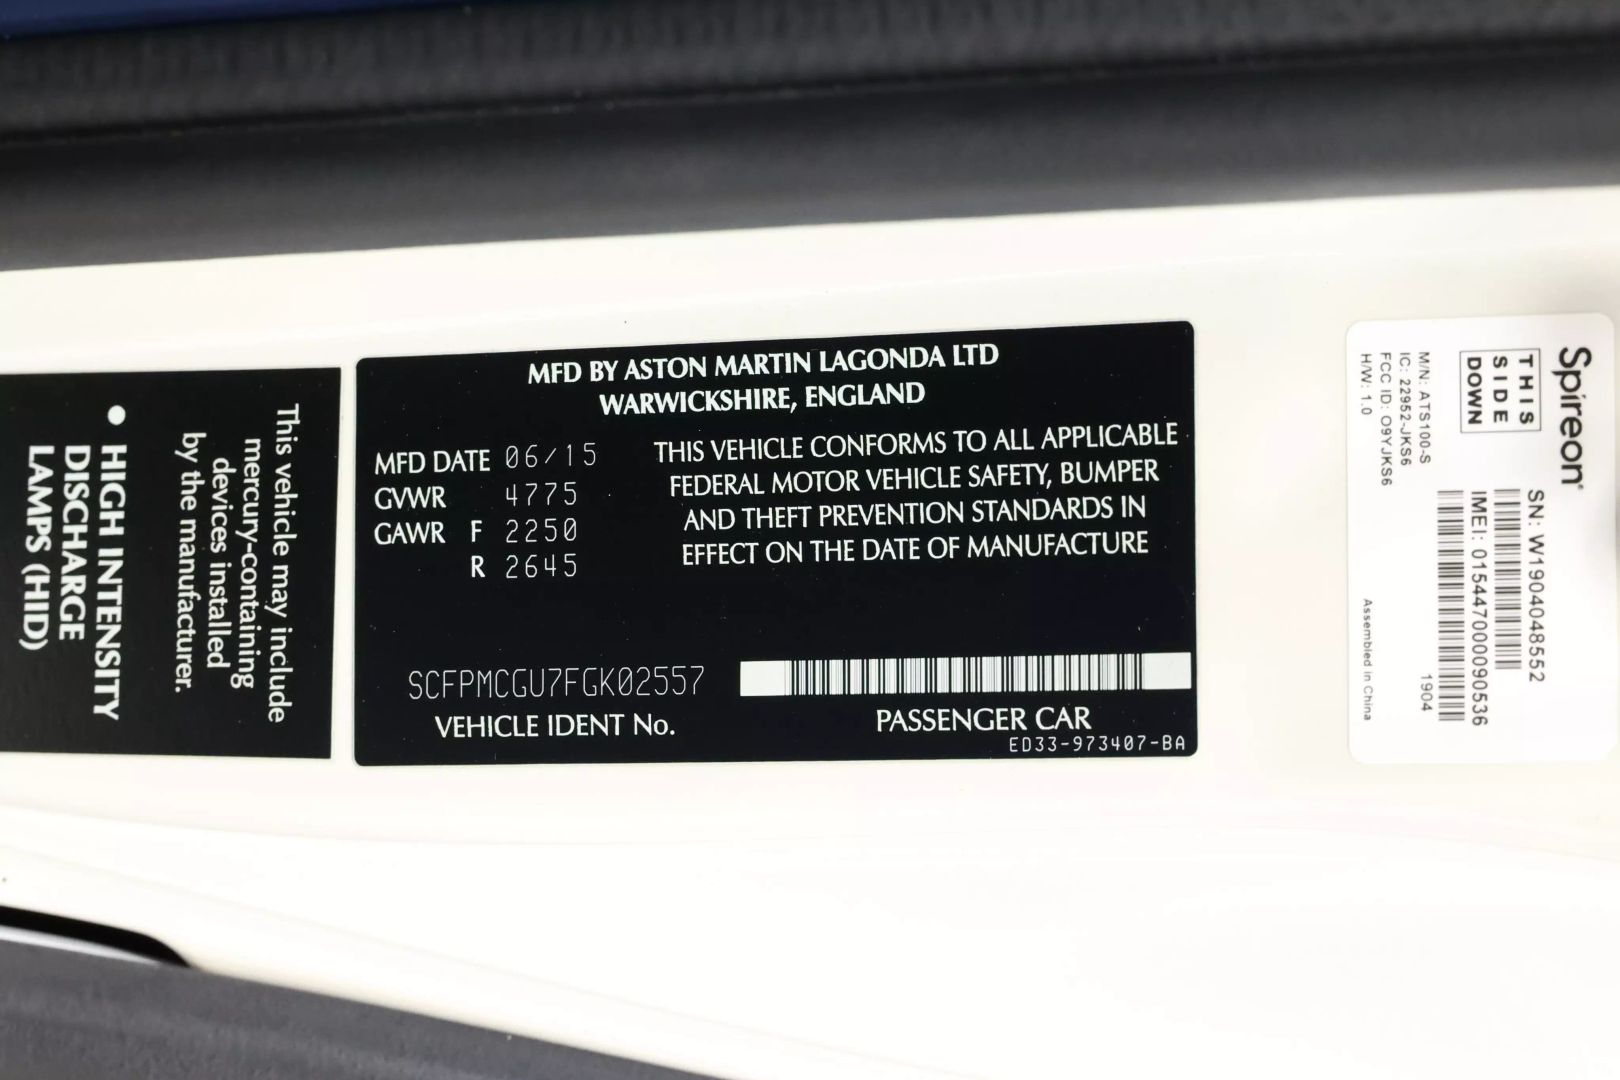 This vehicle may include
mercury-containing
devices installed
by the manufacturer.
• HIGH INTENSITY
DISCHARGE
LAMPS (HID)
MFD BY ASTON MARTIN LAGONDA LTD
WARWICKSHIRE, ENGLAND
MFD DATE 06/15
GVWR 4775
GAWR F 2250
R 2645
THIS VEHICLE CONFORMS TO ALL APPLICABLE
FEDERAL MOTOR VEHICLE SAFETY, BUMPER
AND THEFT PREVENTION STANDARDS IN
EFFECT ON THE DATE OF MANUFACTURE
SCFPMCGU7FGK02557
VEHICLE IDENT No.
PASSENGER CAR
ED33-973407-BA
Spireon®
THIS
SIDE
DOWN
SN: W190404855​2
IMEI: 015447000090536
1904
M/N: ATS100-S
IC: 22952-JKS6
FCC ID: O9YJKS6
H/W: 1.0
Assembled in China